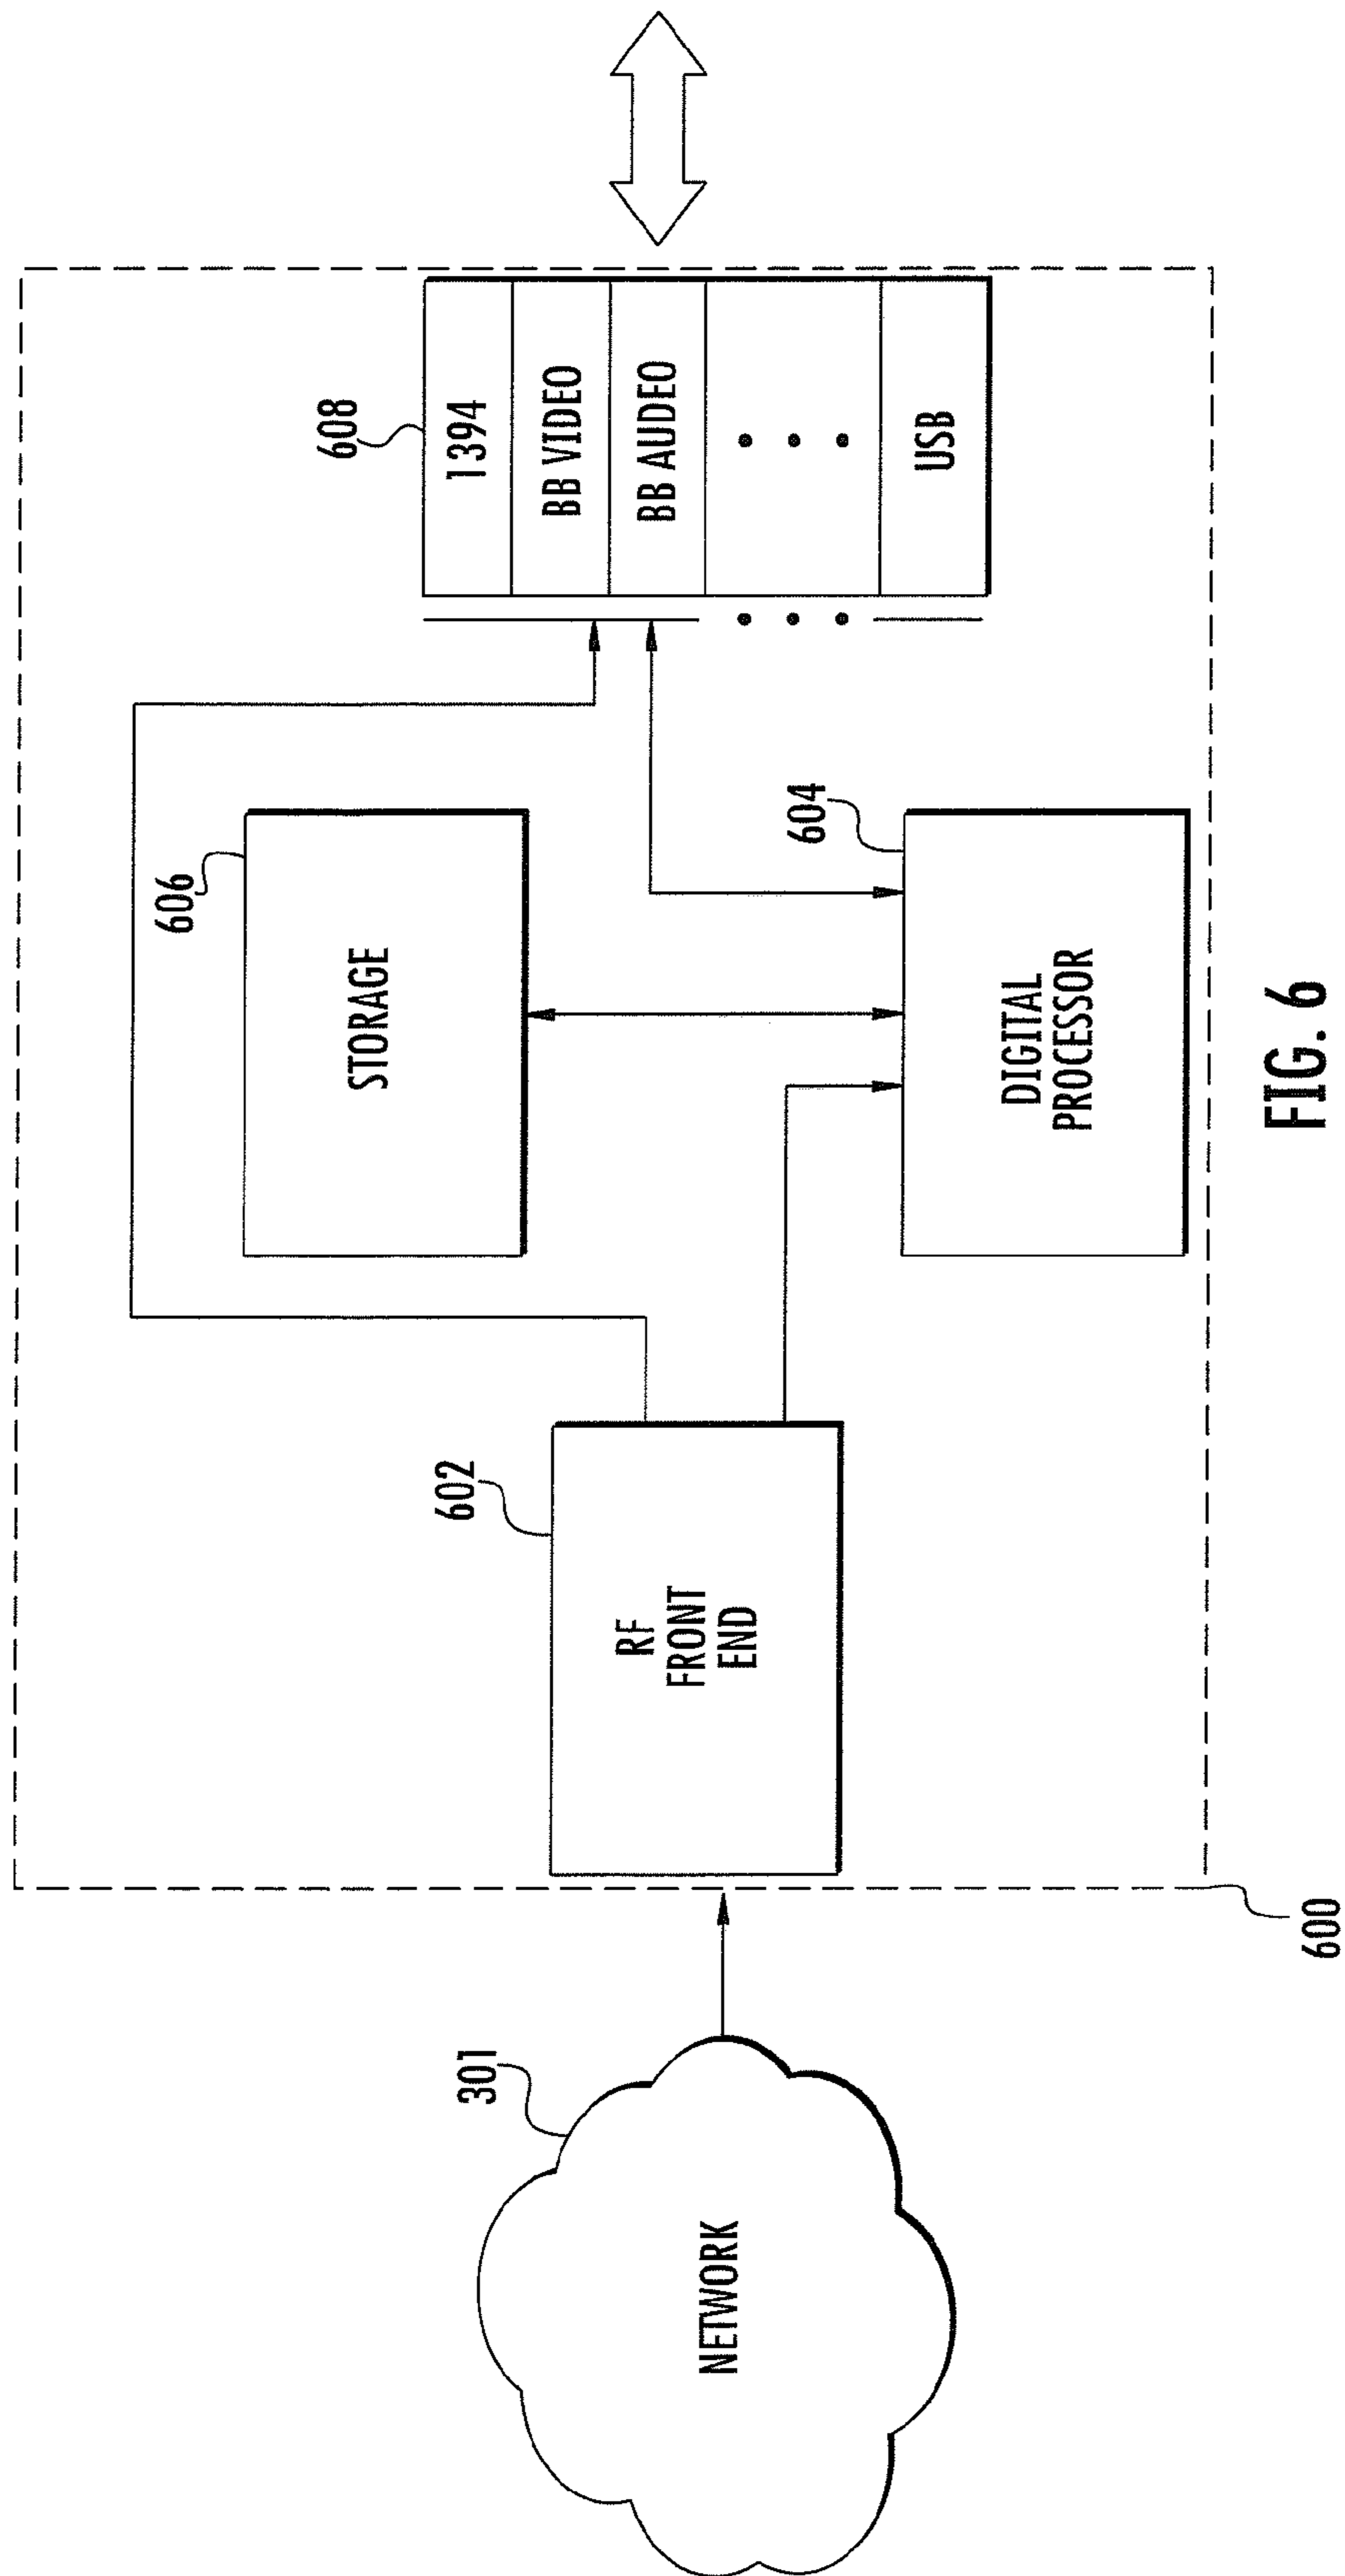 301
NETWORK
600
602
RF
FRONT
END
606
STORAGE
604
DIGITAL
PROCESSOR
608
1394
BB VIDEO
BB AUDEO
USB
FIG. 6